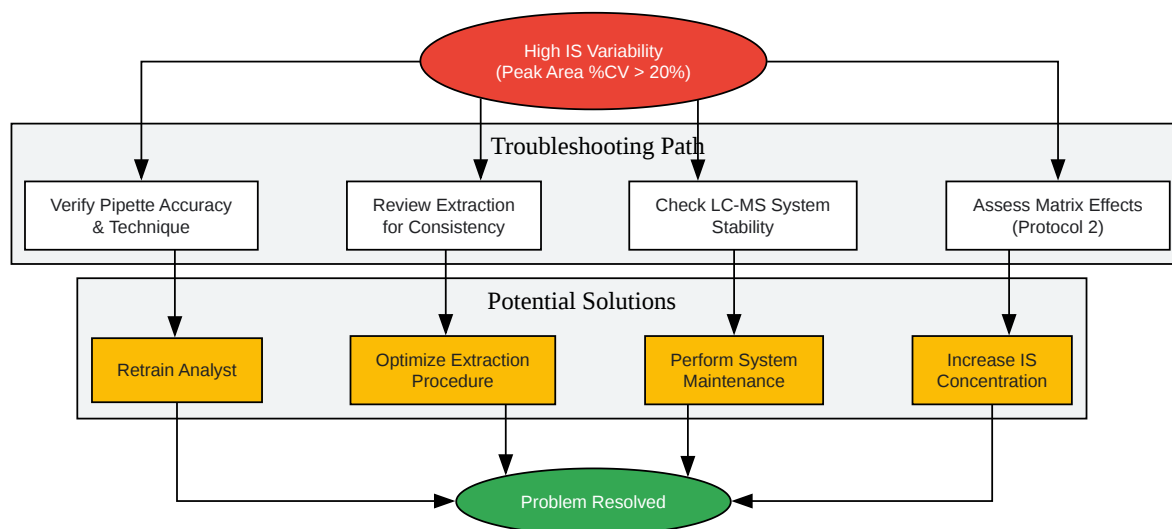 High IS Variability
(Peak Area %CV > 20%)
Troubleshooting Path
Verify Pipette Accuracy
& Technique
Review Extraction
for Consistency
Check LC-MS System
Stability
Assess Matrix Effects
(Protocol 2)
Potential Solutions
Retrain Analyst
Optimize Extraction
Procedure
Perform System
Maintenance
Increase IS
Concentration
Problem Resolved